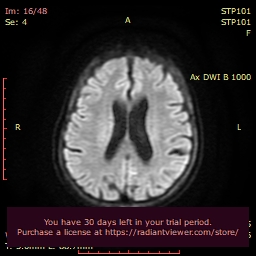 Im: 16/48
Se: 4
STP101
STP101
F
A
Ax DWI B 1000
R
L
You have 30 days left in your trial period.
Purchase a license at https://radiantviewer.com/store/